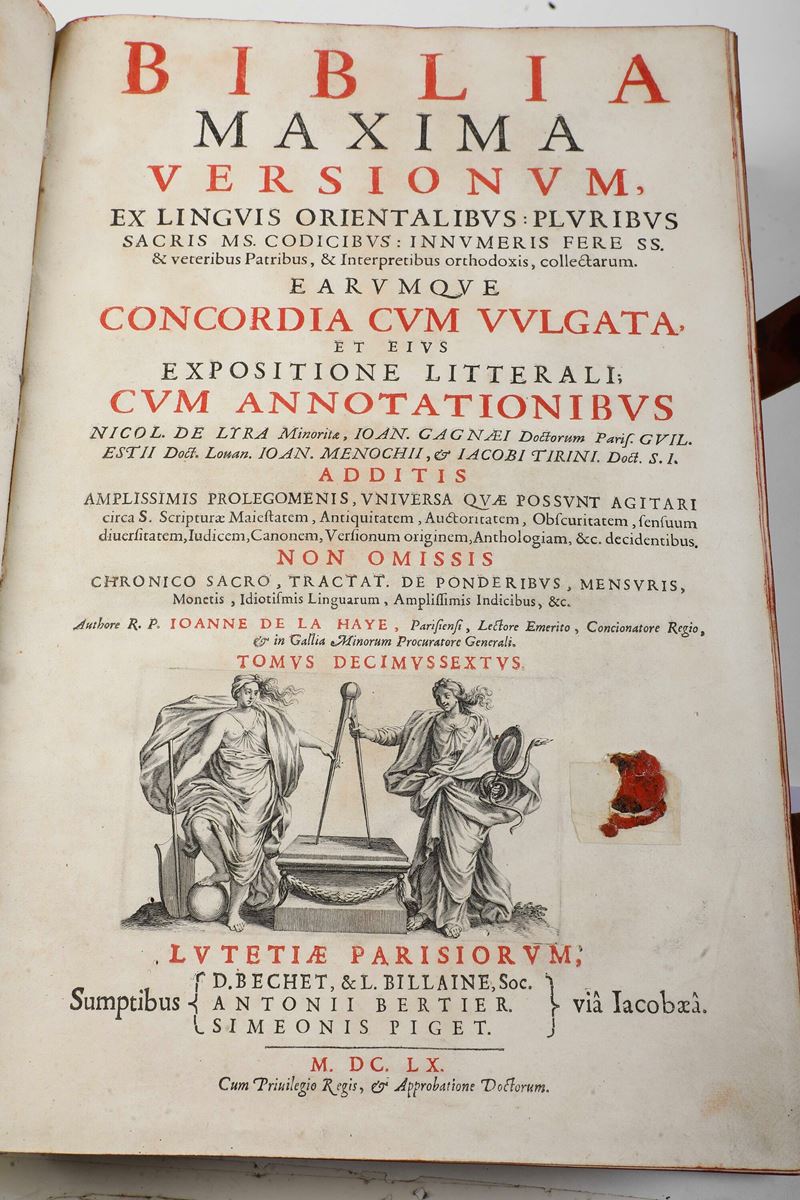 BIBLIA
MAXIMA
VERSIONVM,
EX LINGVIS ORIENTALIBVS : PLVRIBVS
SACRIS MS. CODICIBVS : INNVMERIS FERE SS.
& veteribus Patribus, & Interpretibus orthodoxis, collectarum.
EARVMQVE
CONCORDIA CVM VVLGATA,
ET EIVS
EXPOSITIONE LITTERALI;
CVM ANNOTATIONIBVS
NICOL. DE LYRA Minoritæ, IOAN. GAGNÆI Doctorum Pariſ. GVIL.
ESTII Doct. Louan. IOAN. MENOCHII, & IACOBI TIRINI. Doct. S. I.
ADDITIS
AMPLISSIMIS PROLEGOMENIS, VNIVERSA QVÆ POSSVNT AGITARI
circa S. Scripturæ Maieſtatem, Antiquitatem, Auctoritatem, Obſcuritatem, ſenſuum
diuerſitatem, Iudicem, Canonem, Verſionum originem, Anthologiam, &c. decidentibus.
NON OMISSIS
CHRONICO SACRO, TRACTAT. DE PONDERIBVS, MENSVRIS,
Monetis, Idiotiſmis Linguarum, Ampliſſimis Indicibus, &c.
Authore R. P. IOANNE DE LA HAYE, Pariſienſi, Lectore Emerito, Concionatore Regio,
& in Gallia Minorum Procuratore Generali.
TOMVS DECIMVSSEXTVS.
LVTETIÆ PARISIORVM,
D. BECHET, & L. BILLAINE, Soc.
Sumptibus { ANTONII BERTIER. } viâ Iacobæâ.
SIMEONIS PIGET.
M. DC. LX.
Cum Priuilegio Regis, & Approbatione Doctorum.